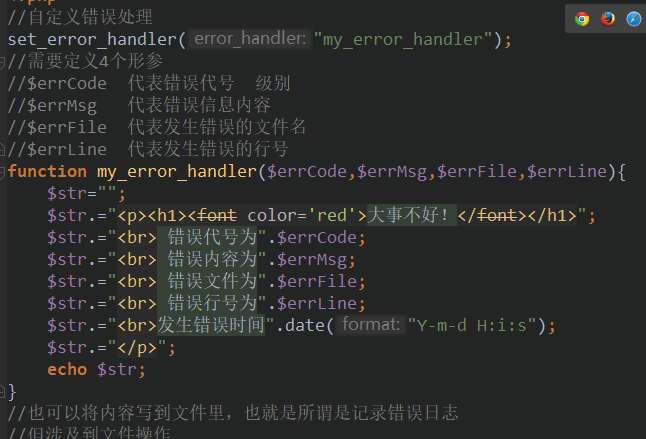 //自定义错误处理
set_error_handler( error_handler: "my_error_handler");
//需要定义4个形参
//$errCode  代表错误代号  级别
//$errMsg   代表错误信息内容
//$errFile  代表发生错误的文件名
//$errLine  代表发生错误的行号
function my_error_handler($errCode,$errMsg,$errFile,$errLine){
    $str="";
    $str.="<p><h1><font color='red'>大事不好！</font></h1>";
    $str.="<br> 错误代号为".$errCode;
    $str.="<br> 错误内容为".$errMsg;
    $str.="<br> 错误文件为".$errFile;
    $str.="<br> 错误行号为".$errLine;
    $str.="<br>发生错误时间".date( format: "Y-m-d H:i:s");
    $str.="</p>";
    echo $str;
}
//也可以将内容写到文件里，也就是所谓是记录错误日志
//但涉及到文件操作